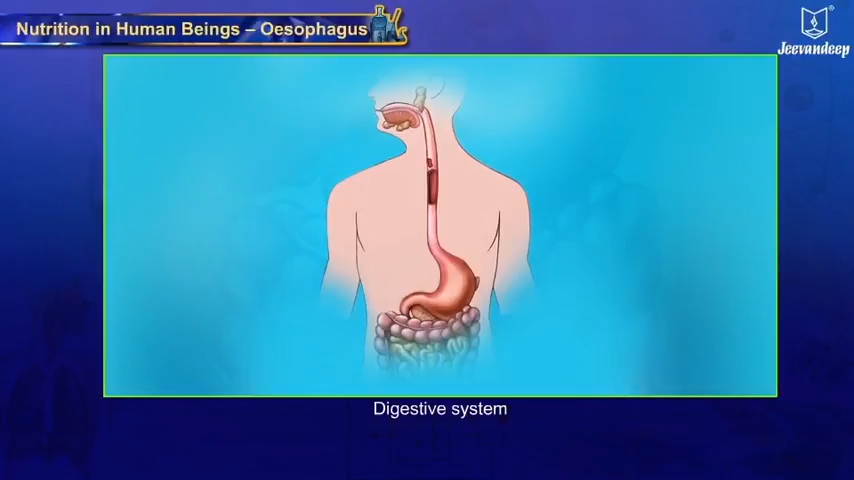 Nutrition in Human Beings – Oesophagus
Jeevandeep
Digestive system